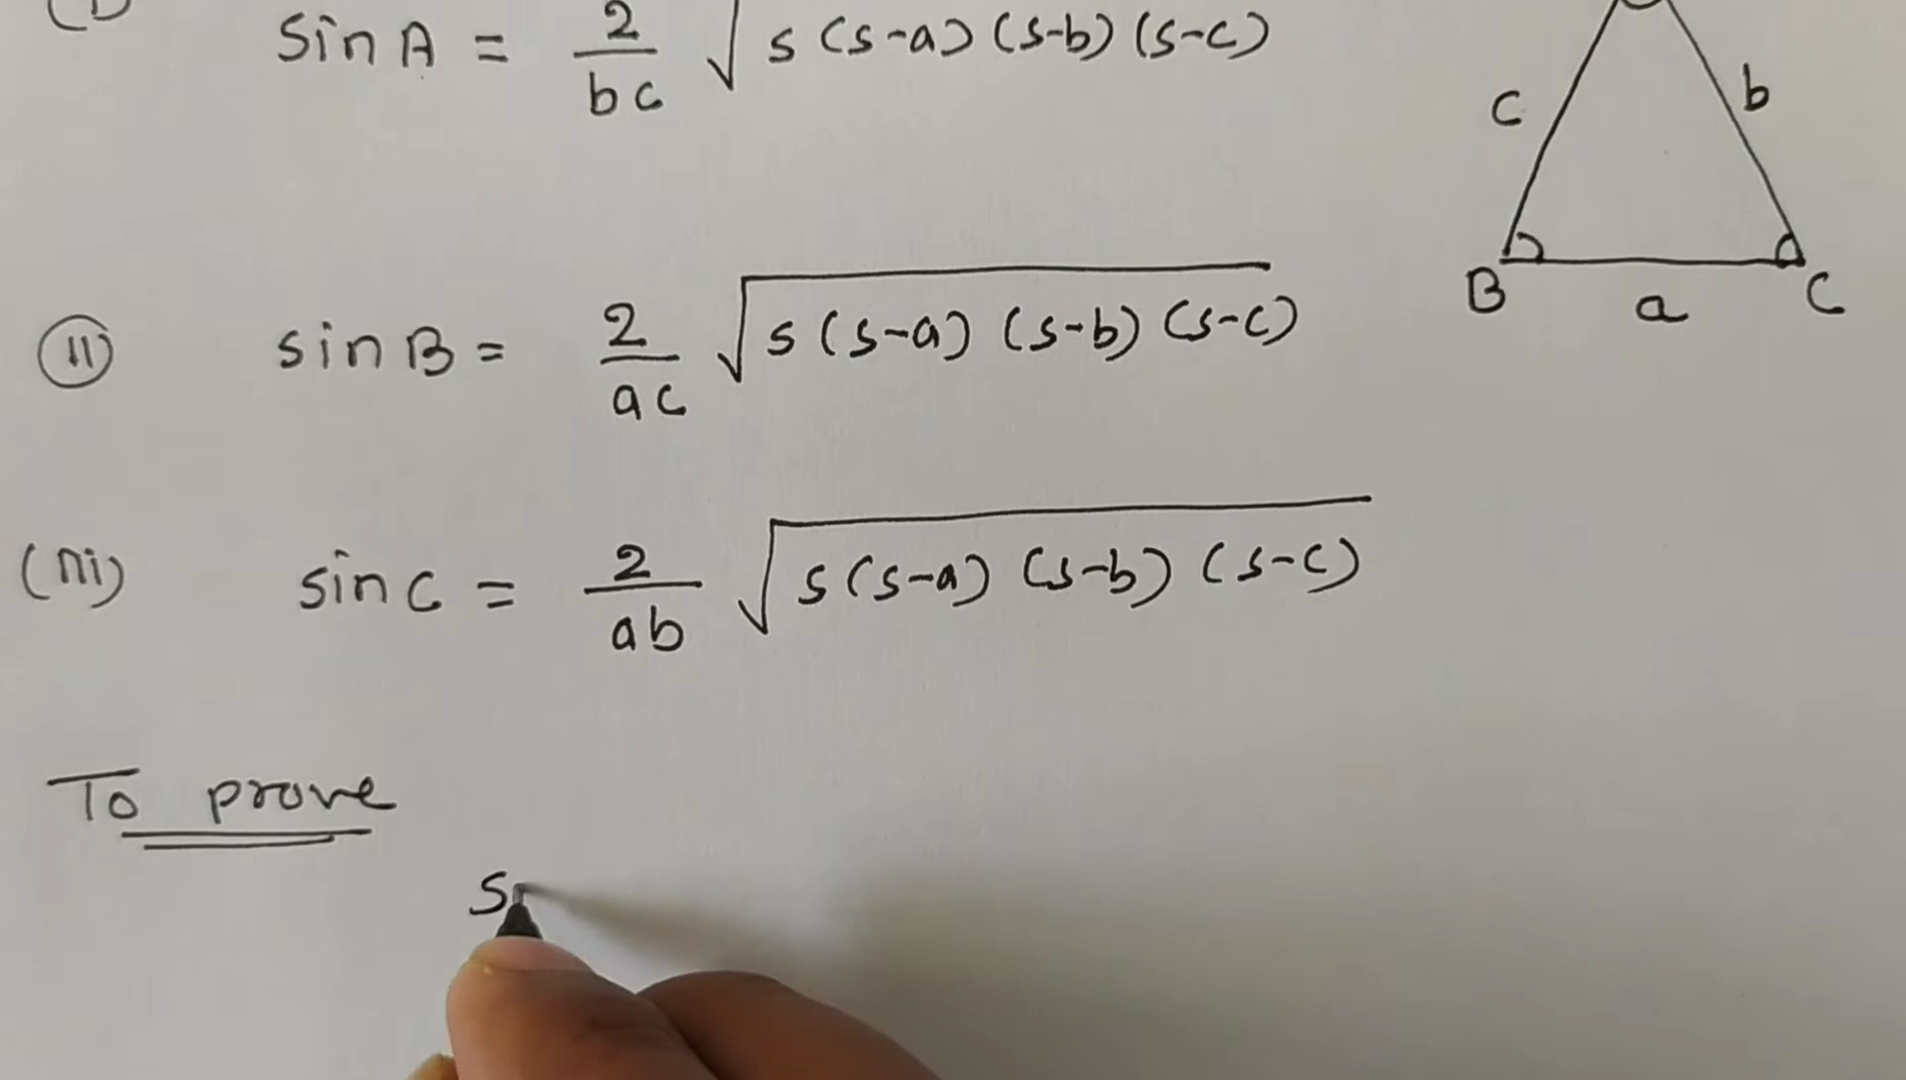 (i) sin A = 2/bc √s(s-a)(s-b)(s-c)
c b
B a C
(ii) sin B = 2/ac √s(s-a)(s-b)(s-c)
(iii) sin C = 2/ab √s(s-a)(s-b)(s-c)
To prove
S